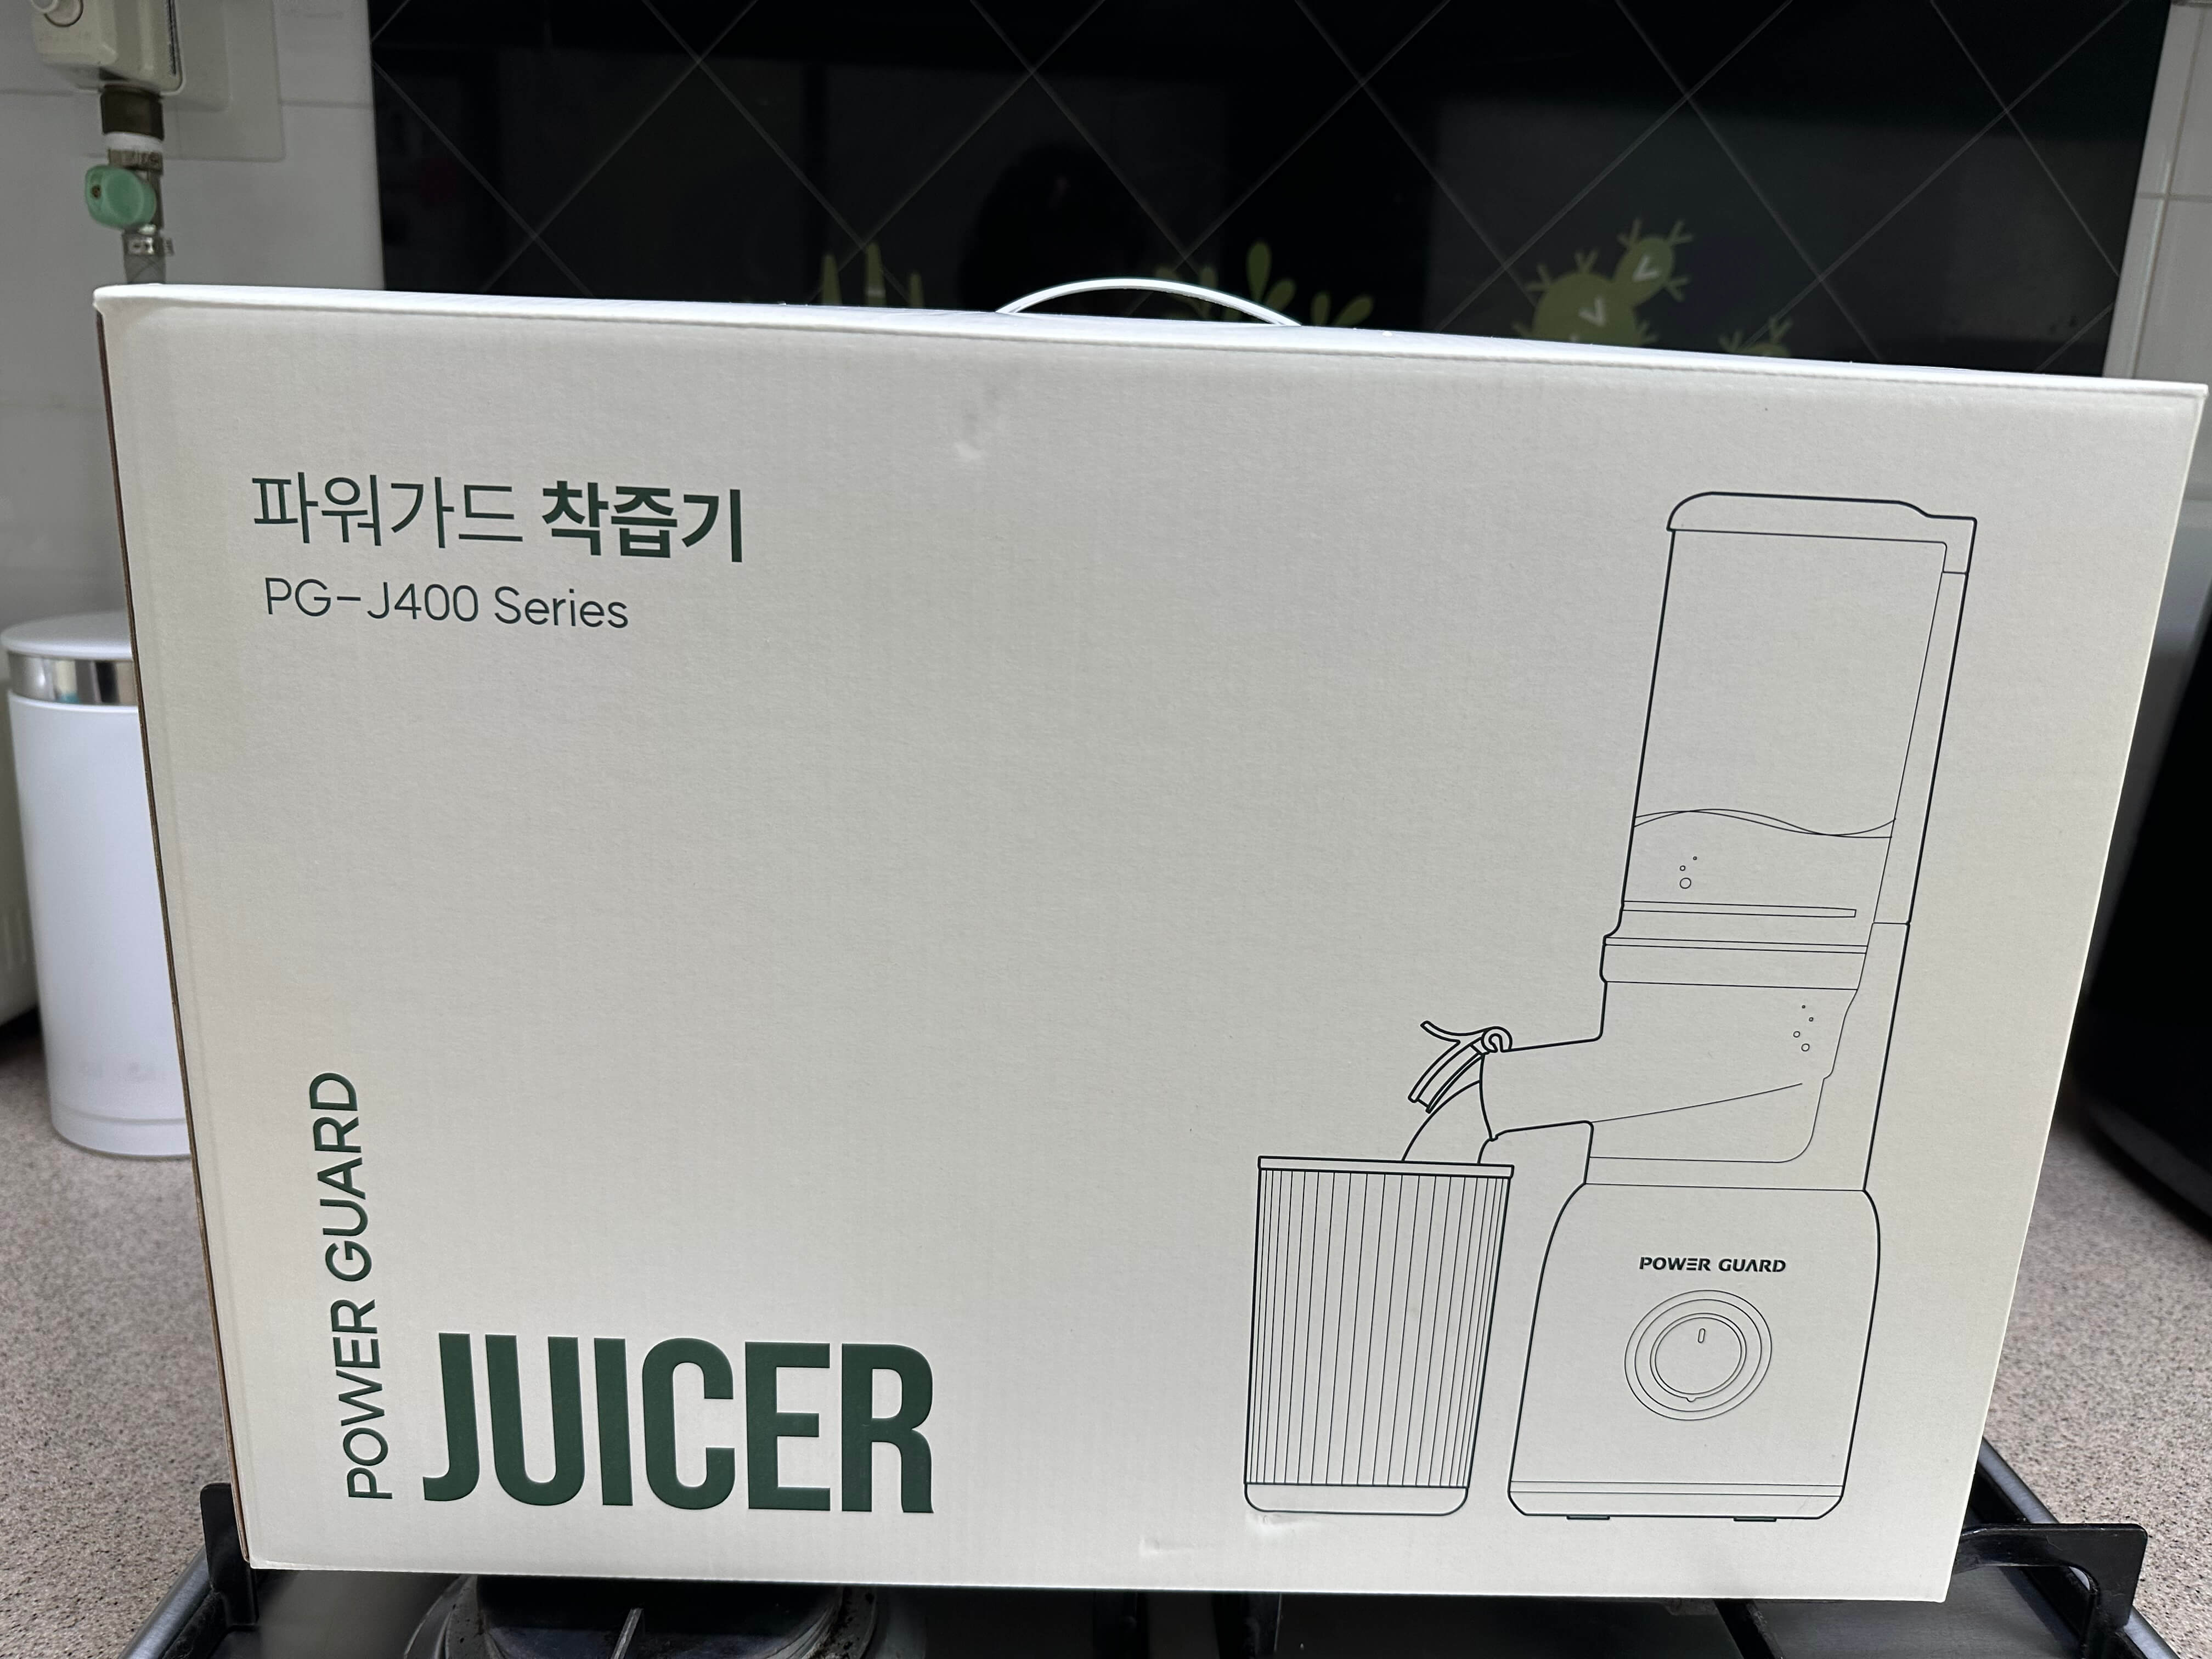 파워가드 착즙기
PG-J400 Series
POWER GUARD
JUICER
POWER GUARD